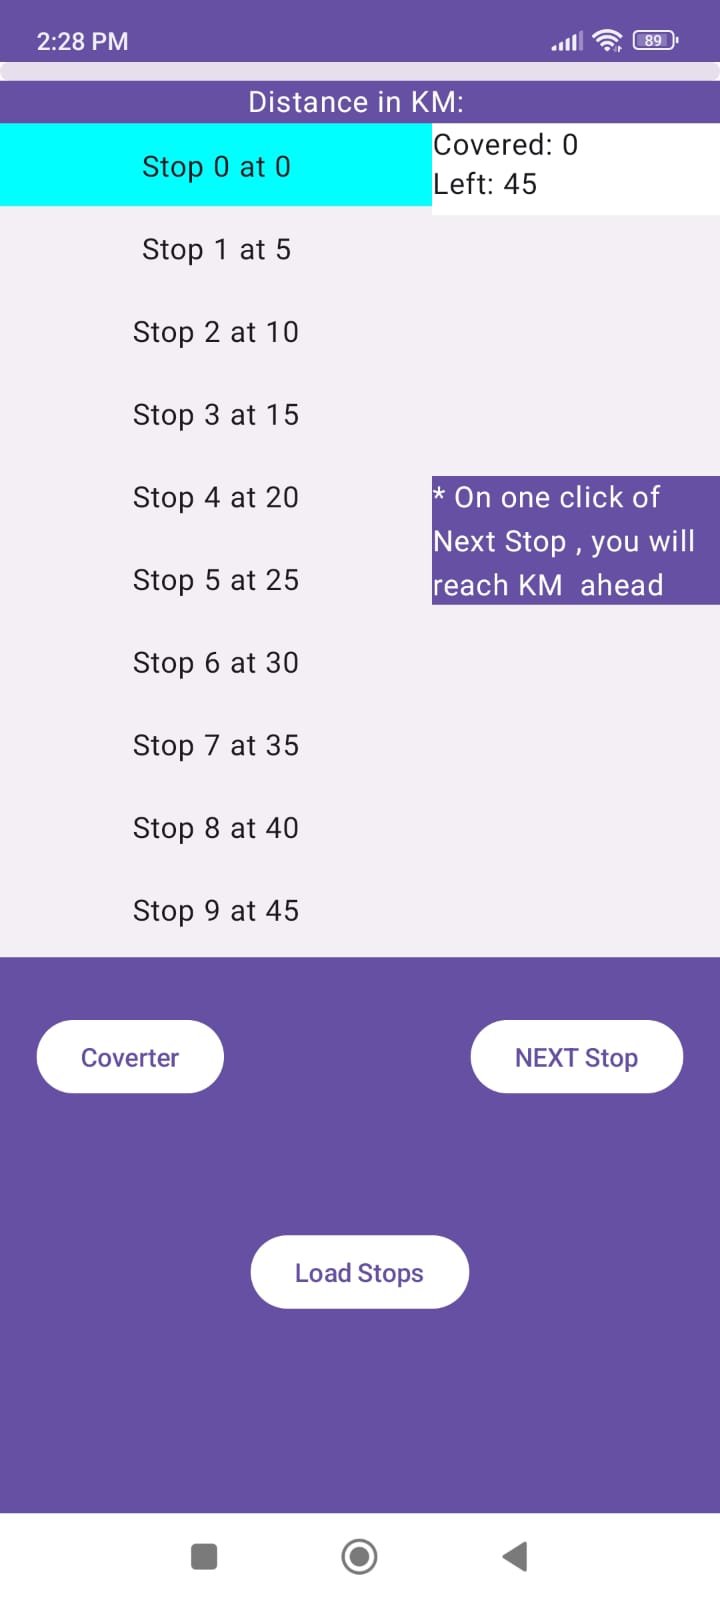 2:28 PM
89
Distance in KM:
Stop 0 at 0
Covered: 0
Left: 45
Stop 1 at 5
Stop 2 at 10
Stop 3 at 15
Stop 4 at 20
* On one click of
Next Stop , you will
reach KM  ahead
Stop 5 at 25
Stop 6 at 30
Stop 7 at 35
Stop 8 at 40
Stop 9 at 45
Coverter
NEXT Stop
Load Stops